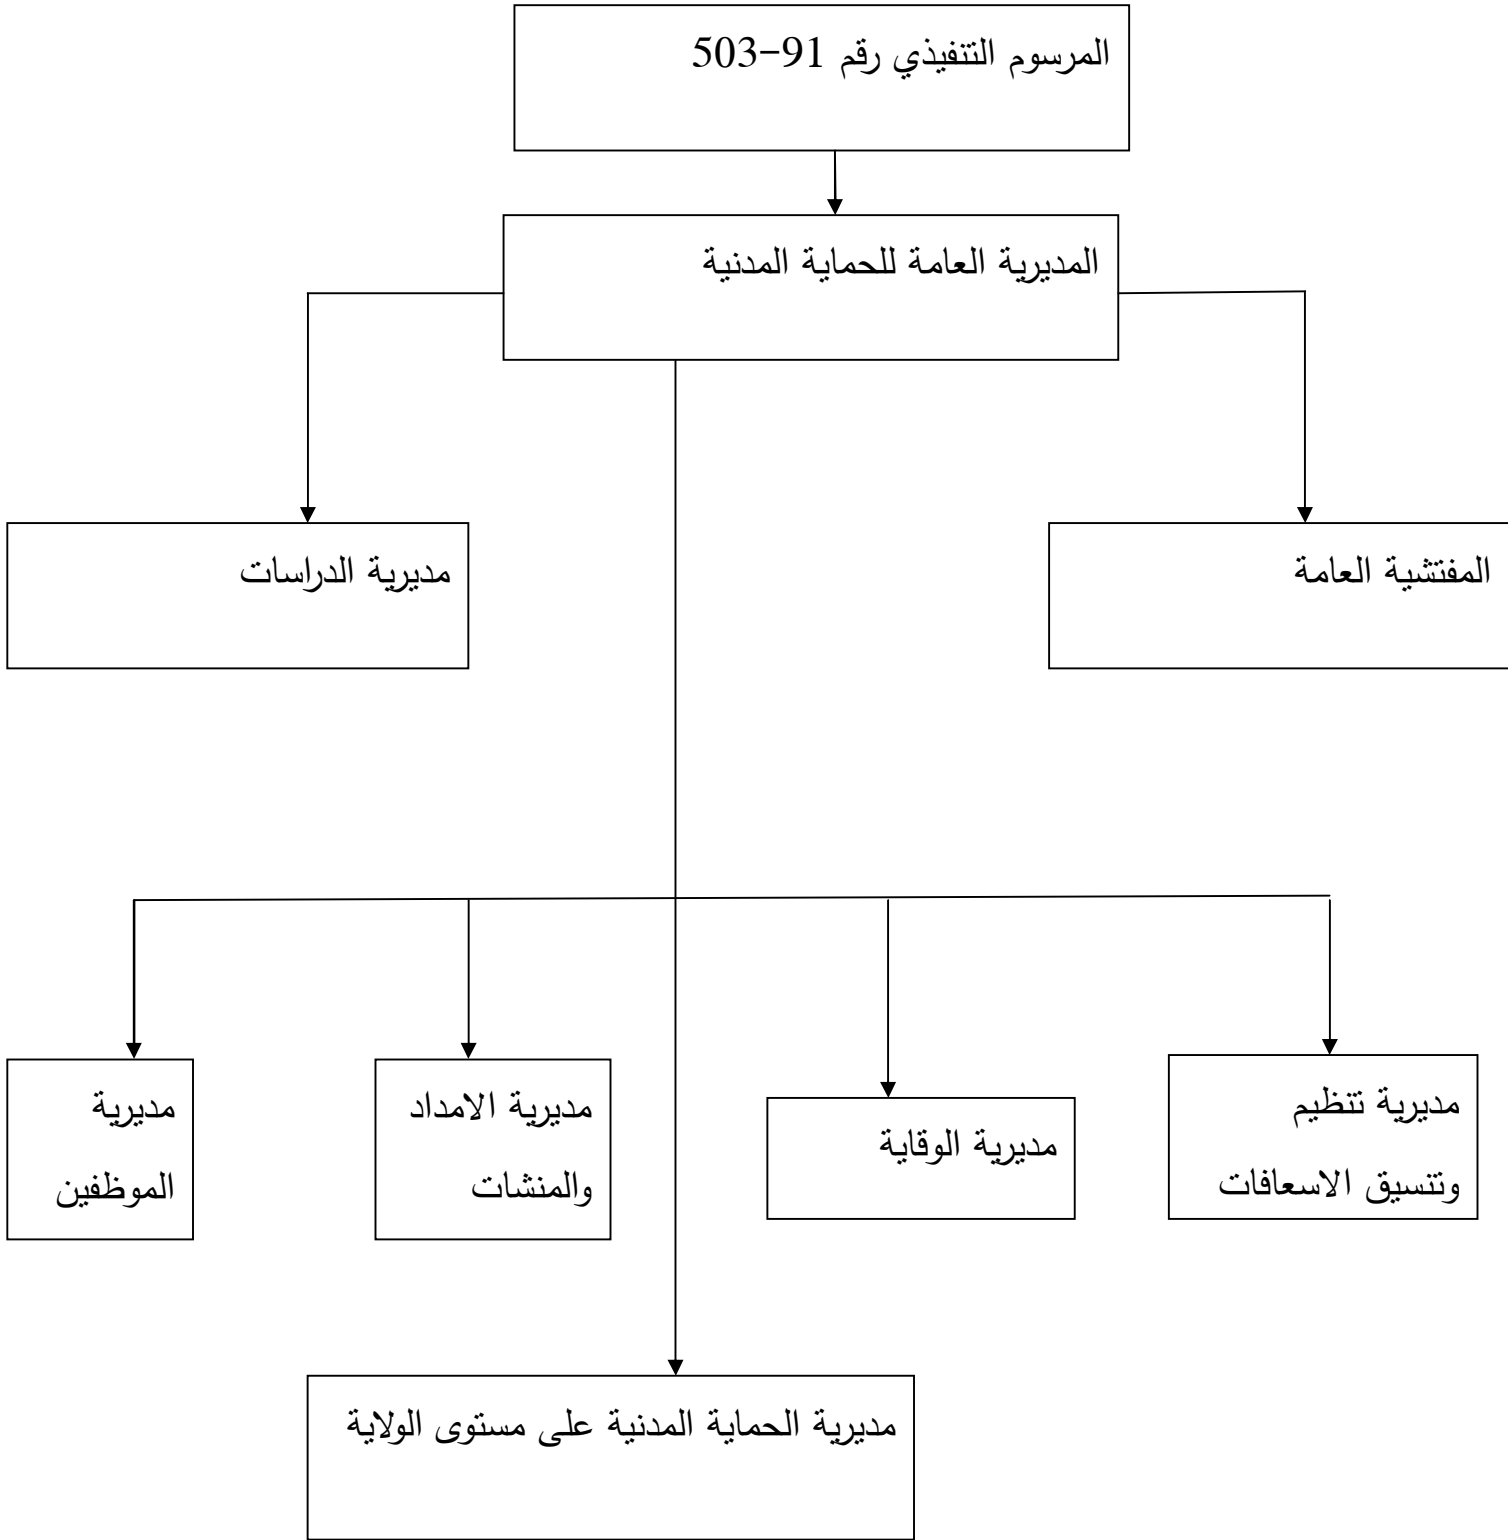 المرسوم التنفيذي رقم 91-503
المديرية العامة للحماية المدنية
المفتشية العامة
مديرية الدراسات
مديرية تنظيم
وتنسيق الاسعافات
مديرية الوقاية
مديرية الامداد
والمنشات
مديرية
الموظفين
مديرية الحماية المدنية على مستوى الولاية